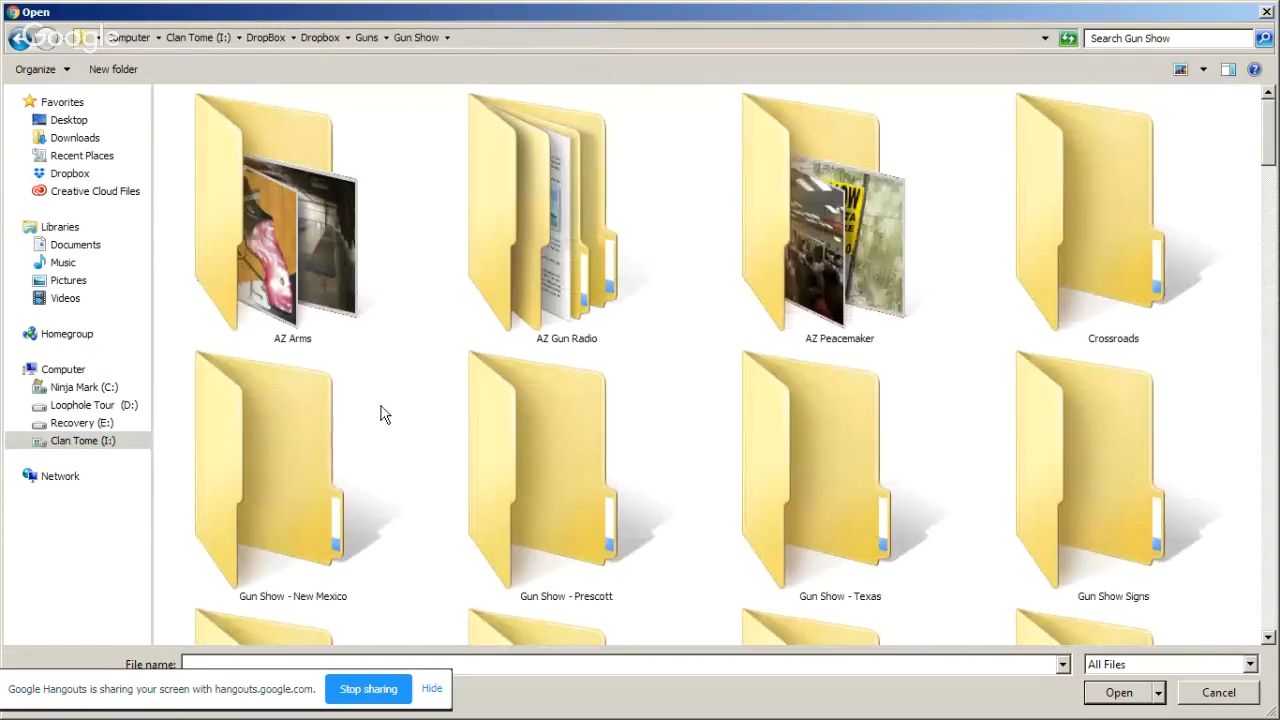 Open
Google
Computer Clan Tome (I:) DropBox Dropbox Guns Gun Show
Search Gun Show
Organize
New folder
Favorites
Desktop
Downloads
Recent Places
Dropbox
Creative Cloud Files
Libraries
Documents
Music
Pictures
Videos
Homegroup
Computer
Ninja Mark (C:)
Loophole Tour (D:)
Recovery (E:)
Clan Tome (I:)
Network
AZ Arms
AZ Gun Radio
AZ Peacemaker
Crossroads
Gun Show - New Mexico
Gun Show - Prescott
Gun Show - Texas
Gun Show Signs
File name:
All Files
Google Hangouts is sharing your screen with hangouts.google.com.
Stop sharing
Hide
Open
Cancel